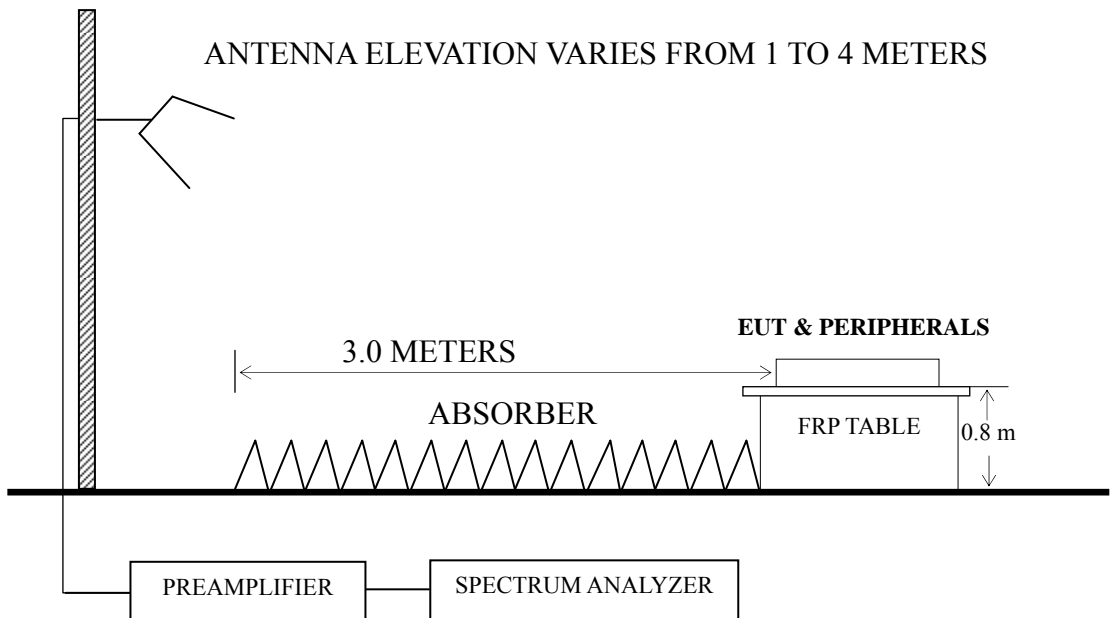 ANTENNA ELEVATION VARIES FROM 1 TO 4 METERS
EUT & PERIPHERALS
3.0 METERS
ABSORBER
FRP TABLE
0.8 m
PREAMPLIFIER
SPECTRUM ANALYZER